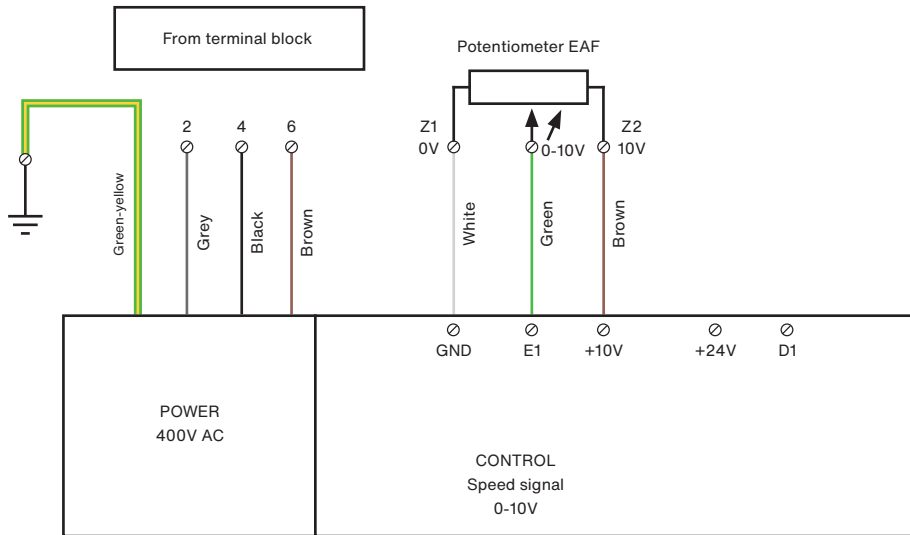 From terminal block
Potentiometer EAF
2
4
6
Z1
0V
0-10V
Z2
10V
Green-yellow
Grey
Black
Brown
White
Green
Brown
GND
E1
+10V
+24V
D1
POWER
400V AC
CONTROL
Speed signal
0-10V